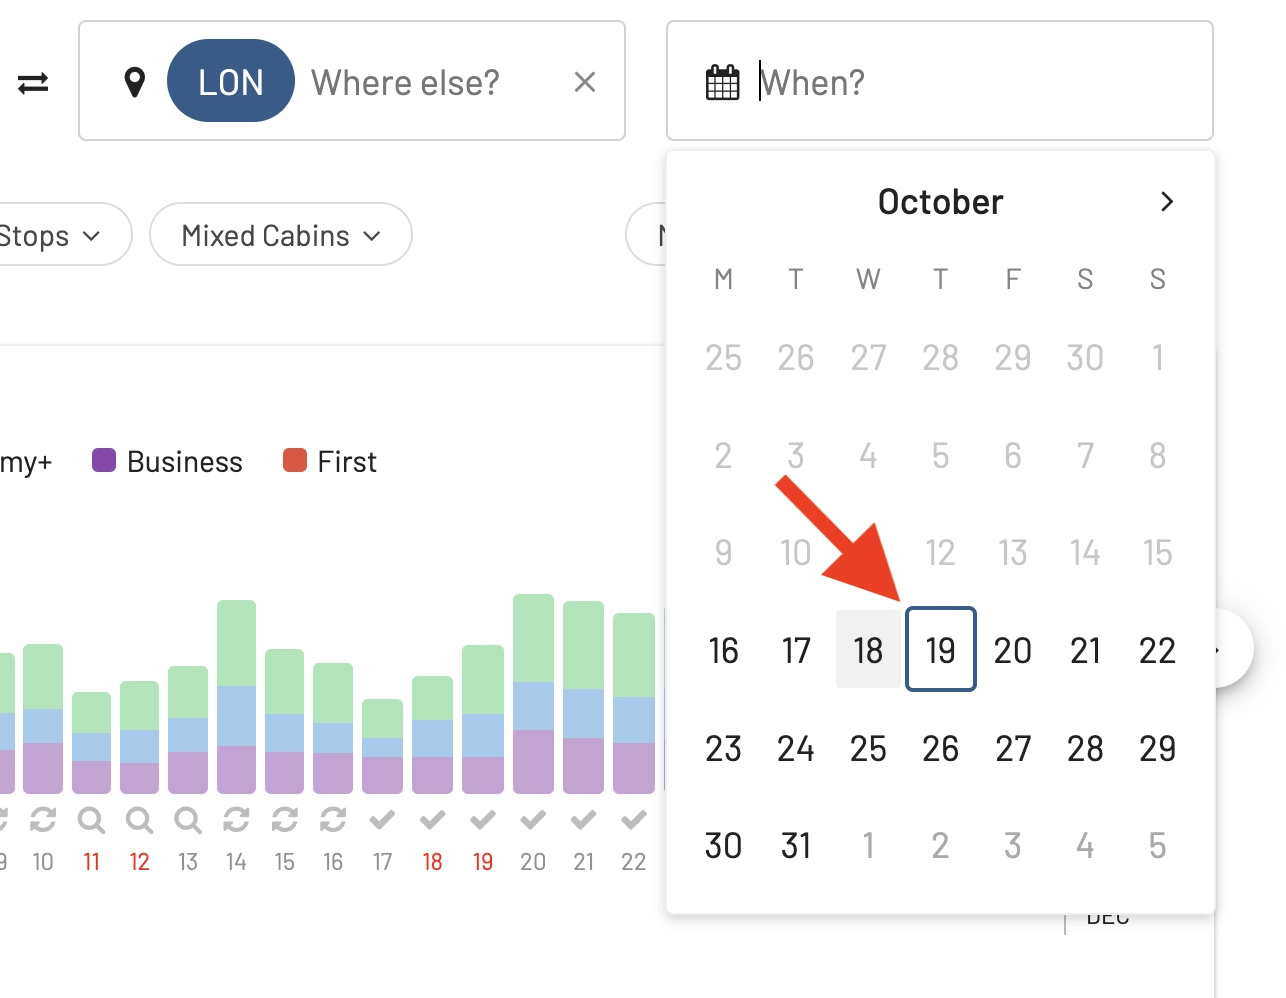 LON Where else?
When?
Stops
Mixed Cabins
October
M T W T F S S
25 26 27 28 29 30 1
2 3 4 5 6 7 8
9 10 12 13 14 15
16 17 18 19 20 21 22
23 24 25 26 27 28 29
30 31 1 2 3 4 5
my+ Business First
9 10 11 12 13 14 15 16 17 18 19 20 21 22
DEC